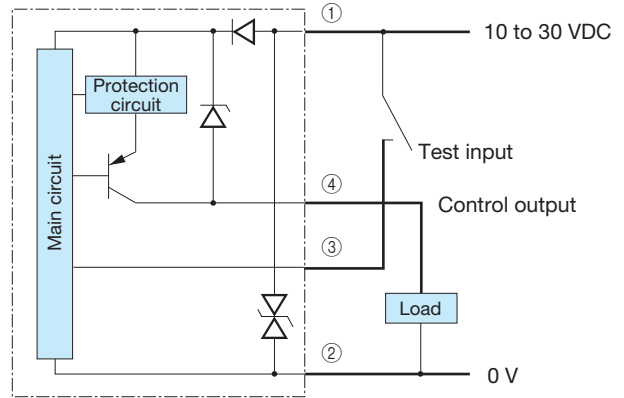 ①
10 to 30 VDC
Protection
circuit
Main circuit
Test input
④
Control output
③
Load
②
0 V